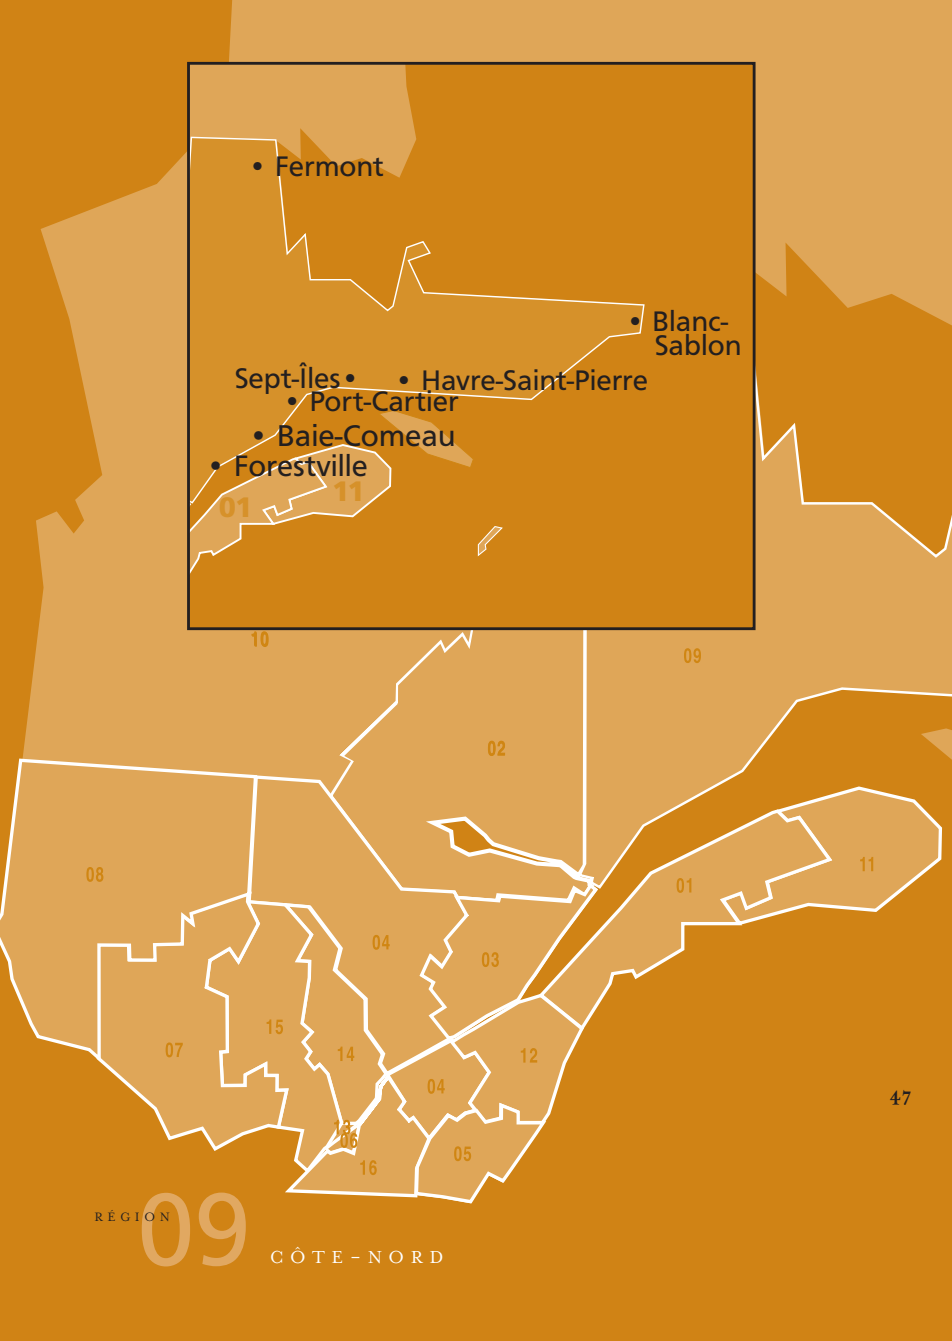 Fermont
Blanc-
Sablon
Sept-Îles
Havre-Saint-Pierre
Port-Cartier
Baie-Comeau
Forestville
11
01
10
09
02
08
11
01
04
03
15
07
14
12
04
13
06
05
16
47
RÉGION
09
CÔTE-NORD